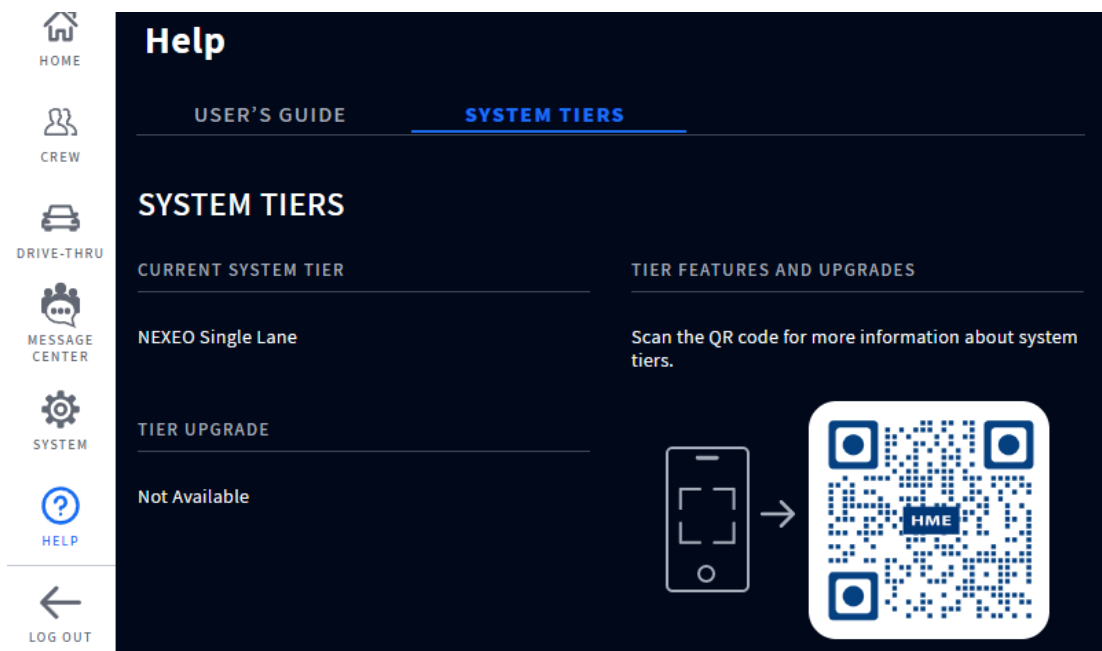 HOME
CREW
DRIVE-THRU
MESSAGE
CENTER
SYSTEM
HELP
LOG OUT
Help
USER'S GUIDE
SYSTEM TIERS
SYSTEM TIERS
CURRENT SYSTEM TIER
NEXEO Single Lane
TIER UPGRADE
Not Available
TIER FEATURES AND UPGRADES
Scan the QR code for more information about system
tiers.
HME